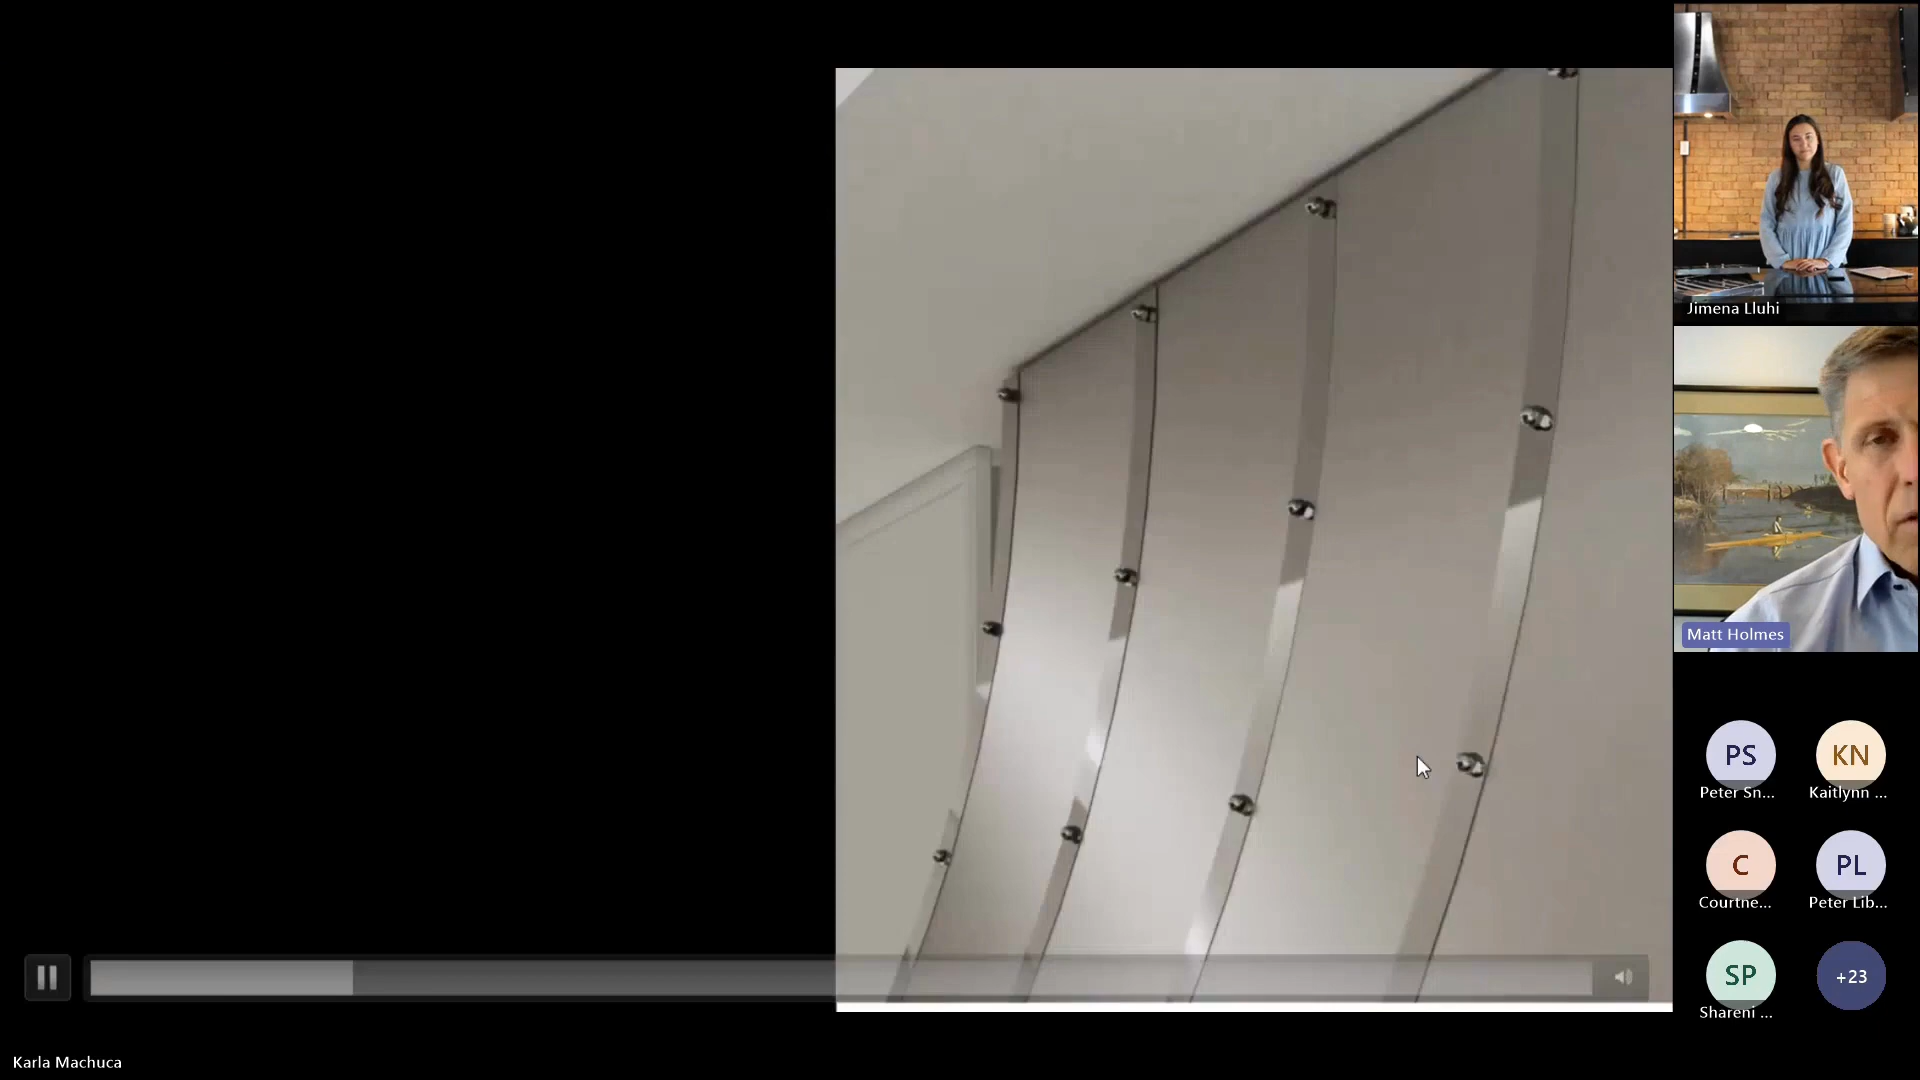 Jimena Lluhi
Matt Holmes
PS
Peter Sn...
KN
Kaitlynn ...
C
Courtne...
PL
Peter Lib...
SP
Shareni ...
+23
Karla Machuca